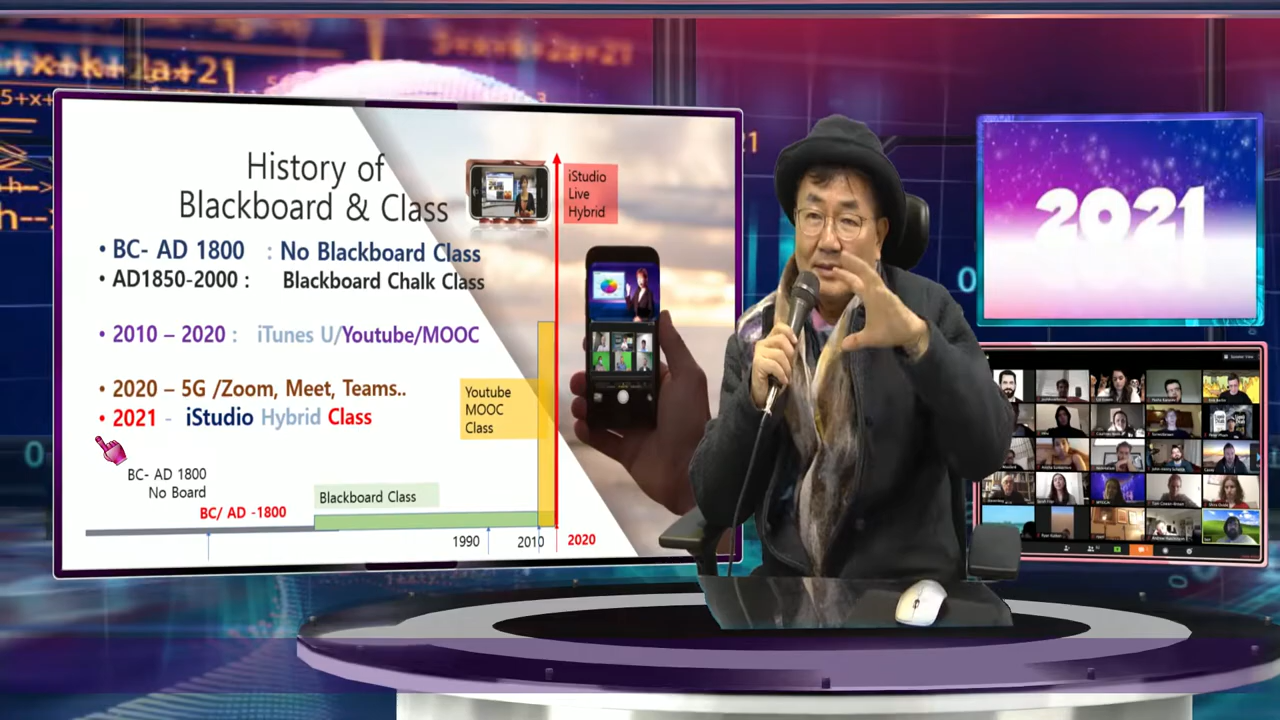 History of
Blackboard & Class
iStudio
Live
Hybrid
• BC- AD 1800 : No Blackboard Class
• AD1850-2000 : Blackboard Chalk Class
• 2010 – 2020 : iTunes U/Youtube/MOOC
• 2020 – 5G /Zoom, Meet, Teams..
• 2021 - iStudio Hybrid Class
Youtube
MOOC
Class
BC- AD 1800
No Board
BC/ AD -1800
Blackboard Class
1990
2010
2020
2021
Speaker View